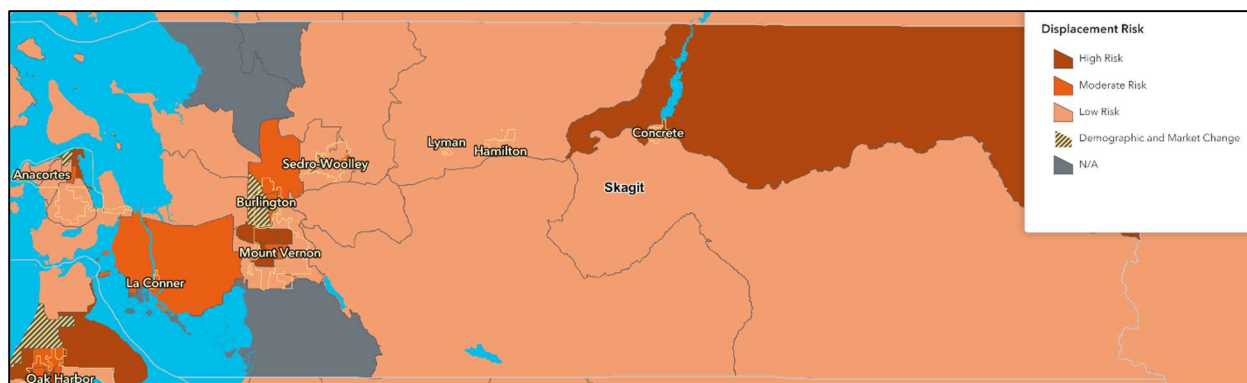 Displacement Risk
High Risk
Moderate Risk
Low Risk
Demographic and Market Change
N/A
Lyman
Hamilton
Concrete
Sedro-Woolley
Anacortes
Skagit
Burlington
Mount Vernon
La Conner
Oak Harbor